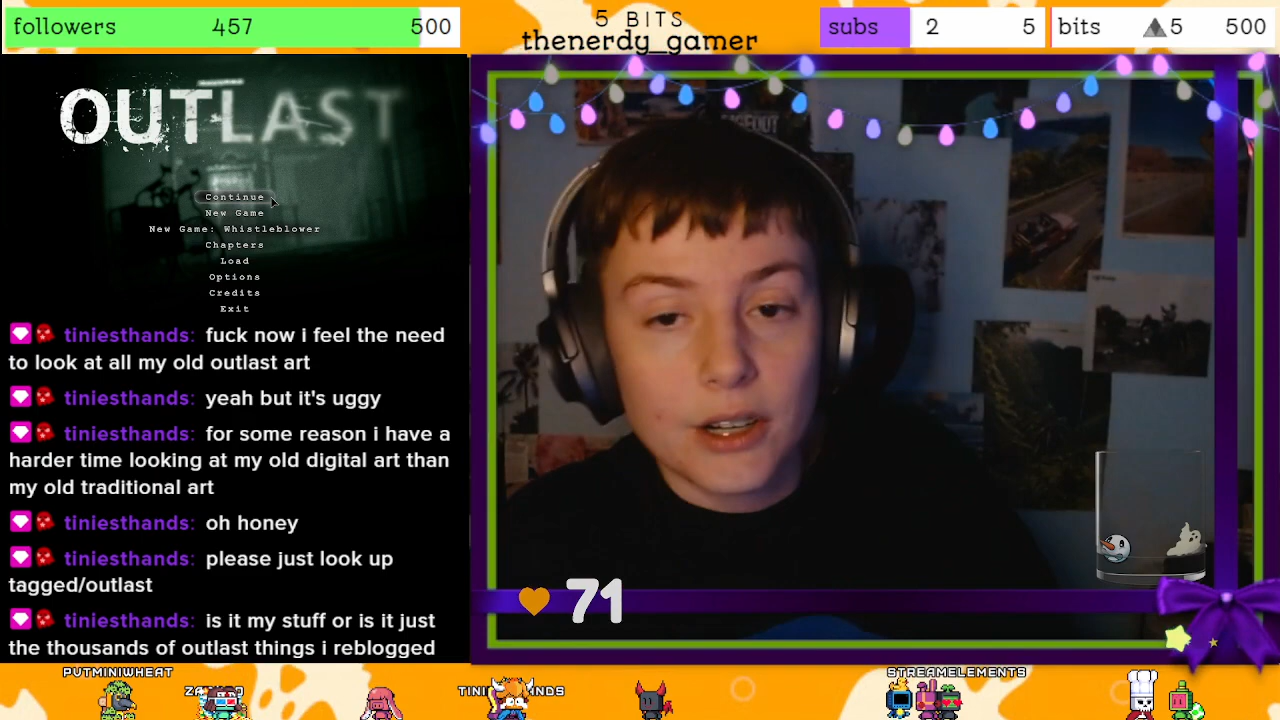 followers 457 500
5 BITS
thenerdy_gamer
subs 2 5
bits 5 500
OUTLAST
Continue
New Game
New Game: Whistleblower
Chapters
Load
Options
Credits
Exit
tiniesthands: fuck now i feel the need
to look at all my old outlast art
tiniesthands: yeah but it's uggy
tiniesthands: for some reason i have a
harder time looking at my old digital art than
my old traditional art
tiniesthands: oh honey
tiniesthands: please just look up
tagged/outlast
tiniesthands: is it my stuff or is it just
the thousands of outlast things i reblogged
71
PUTMINIWHEAT
STREAMELEMENTS